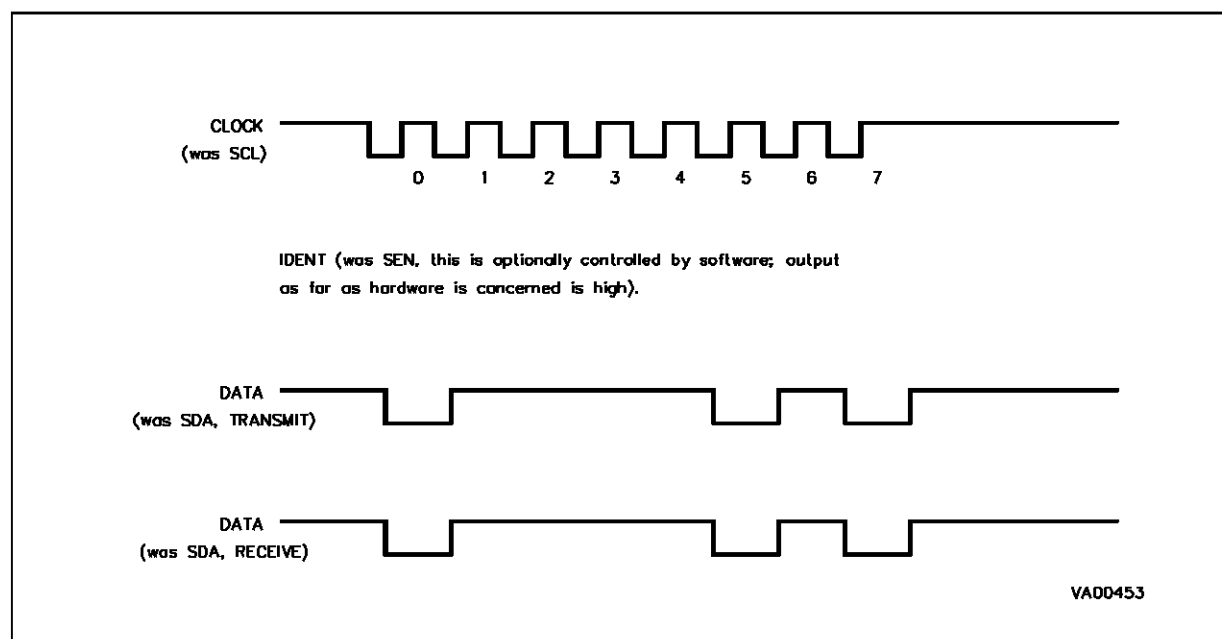 CLOCK
(was SCL)
0 1 2 3 4 5 6 7
IDENT (was SEN, this is optionally controlled by software; output
as far as hardware is concerned is high).
DATA
(was SDA, TRANSMIT)
DATA
(was SDA, RECEIVE)
VA00453